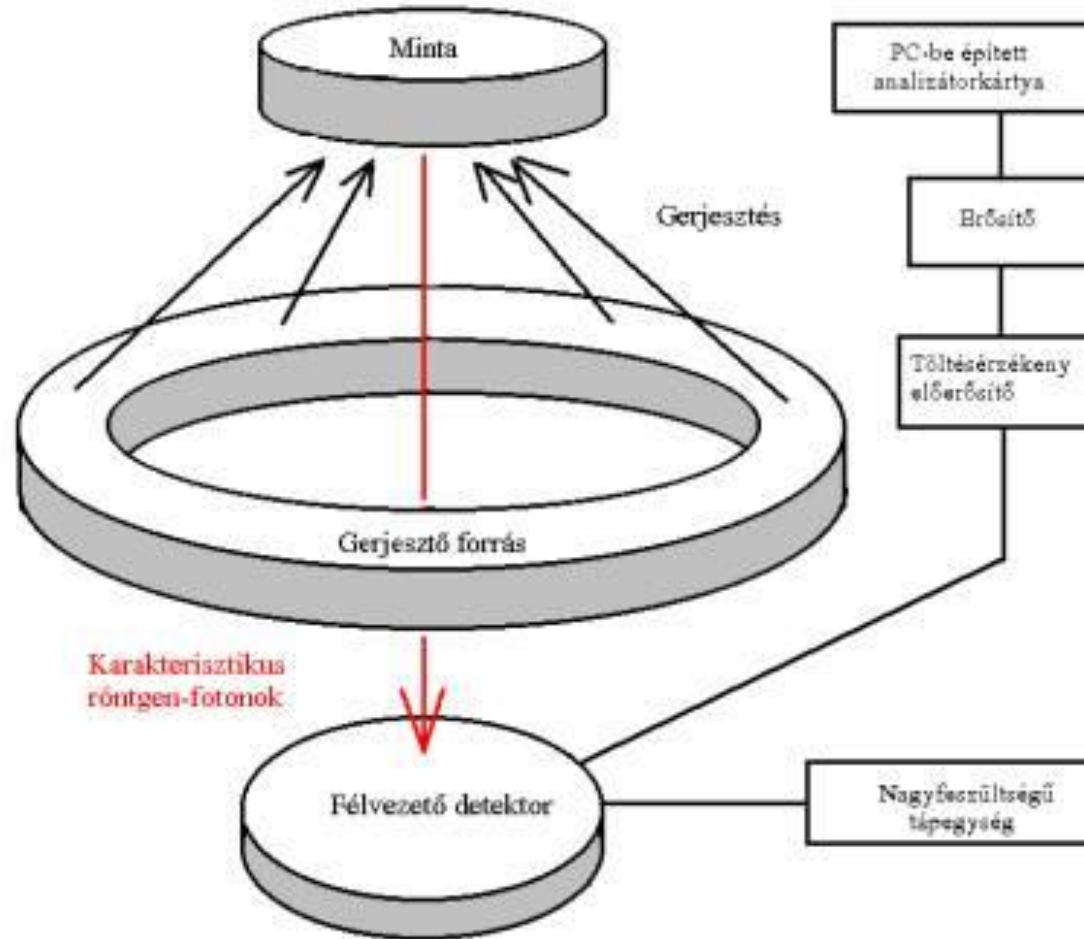 Minta
PC-be épített
analizátorkártya
Gerjesztés
Erősítő
Töltésérzékeny
előerősítő
Gerjesztő forrás
Karakterisztikus
röntgen-fotonok
Félvezető detektor
Nagyfeszültségű
tápegység